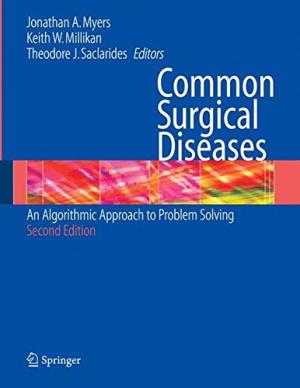 Jonathan A. Myers
Keith W. Millikan
Theodore J. Saclarides Editors
Common
Surgical
Diseases
An Algorithmic Approach to Problem Solving
Second Edition
Springer